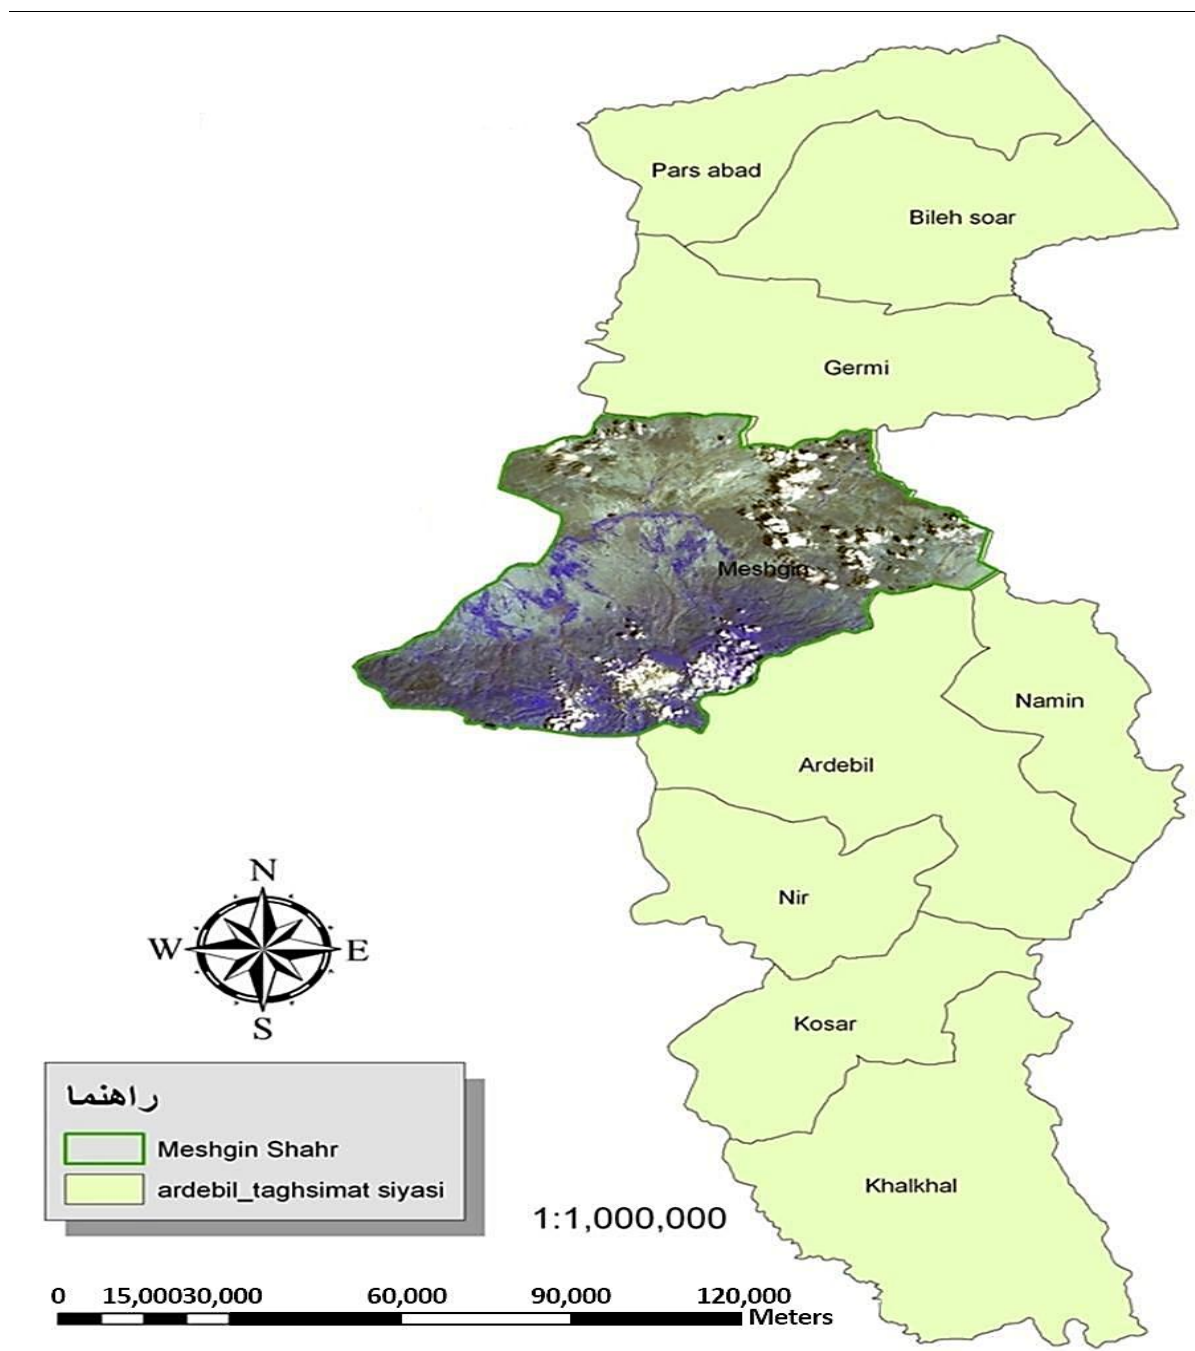 Pars abad
Bileh soar
Germi
Meshgin
Namin
Ardebil
Nir
Kosar
Khalkhal
N
W E
S
راهنما
Meshgin Shahr
ardebil_taghsimat siyasi
1:1,000,000
0 15,00030,000 60,000 90,000 120,000
Meters